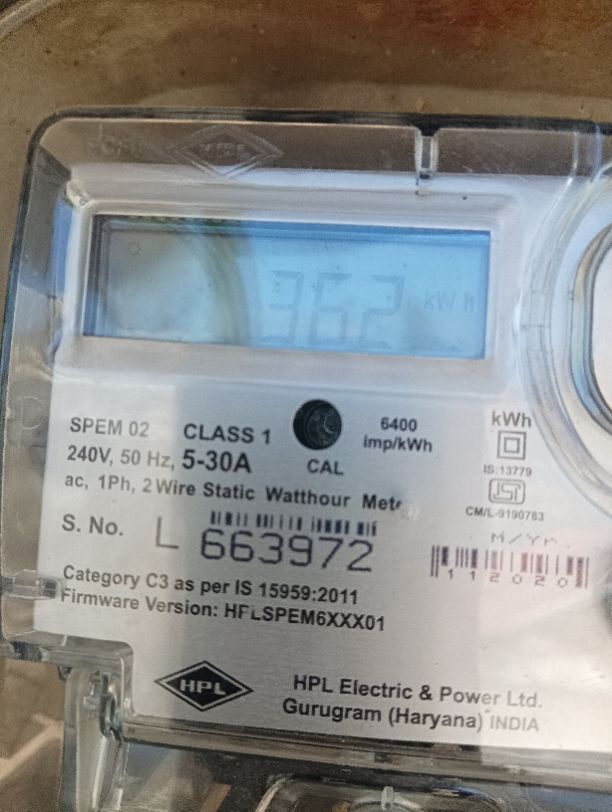 362 kWh
SPEM 02 CLASS 1
6400 imp/kWh
kWh
240V, 50 Hz, 5-30A
CAL
IS:13779
ac, 1Ph, 2 Wire Static Watthour
CM/L-9190783
S. No. L 663972
M/Yr.
112020
Category C3 as per IS 15959:2011
Firmware Version: HPLSPEM6XXX01
HPL
HPL Electric & Power Ltd.
Gurugram (Haryana) INDIA